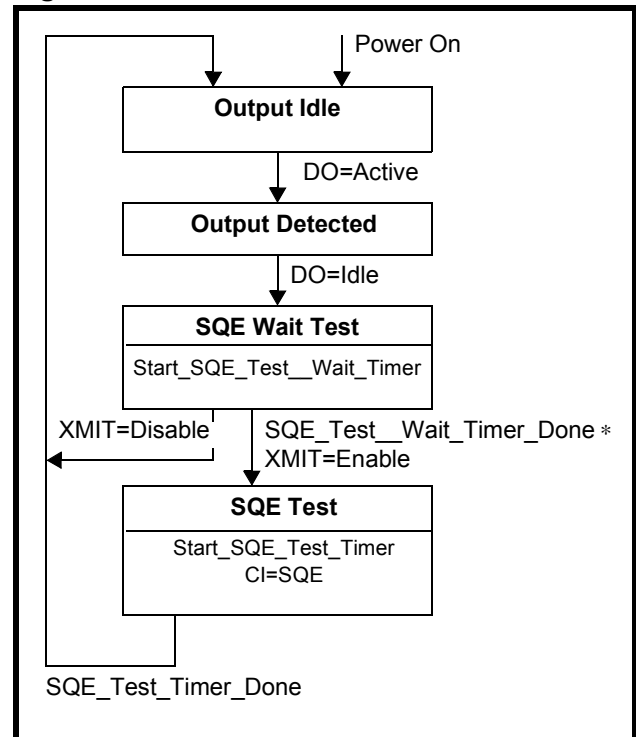 Power On
Output Idle
DO=Active
Output Detected
DO=Idle
SQE Wait Test
Start_SQE_Test__Wait_Timer
XMIT=Disable
SQE_Test__Wait_Timer_Done *
XMIT=Enable
SQE Test
Start_SQE_Test_Timer
CI=SQE
SQE_Test_Timer_Done